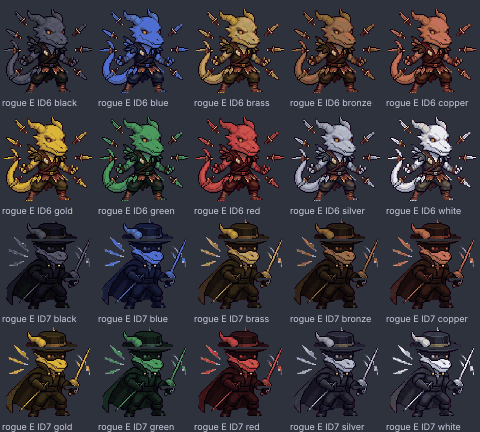 rogue E ID6 black
rogue E ID6 blue
rogue E ID6 brass
rogue E ID6 bronze
rogue E ID6 copper
rogue E ID6 gold
rogue E ID6 green
rogue E ID6 red
rogue E ID6 silver
rogue E ID6 white
rogue E ID7 black
rogue E ID7 blue
rogue E ID7 brass
rogue E ID7 bronze
rogue E ID7 copper
rogue E ID7 gold
rogue E ID7 green
rogue E ID7 red
rogue E ID7 silver
rogue E ID7 white